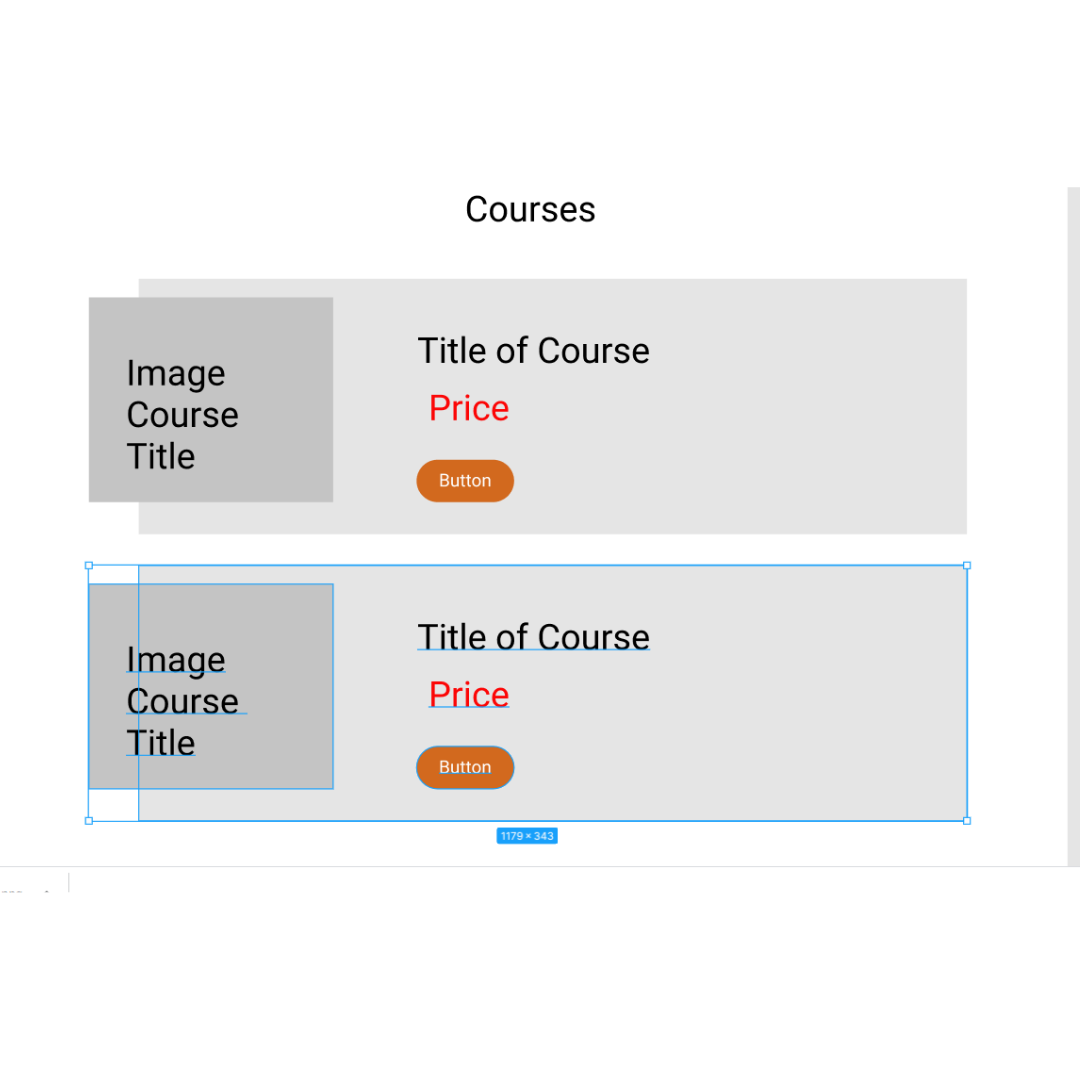 Courses
Title of Course
Price
Image
Course
Title
Button
Title of Course
Price
Image
Course
Title
Button
1179 × 343